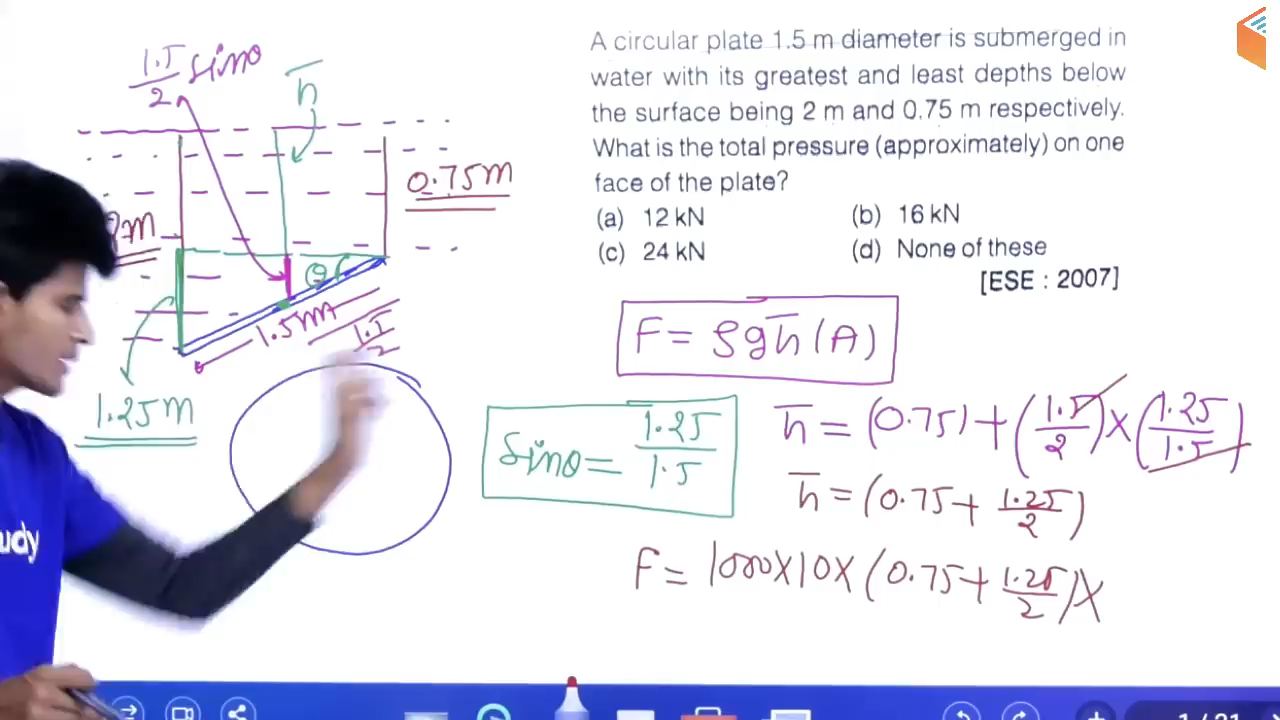 A circular plate 1.5 m diameter is submerged in
water with its greatest and least depths below
the surface being 2 m and 0.75 m respectively.
What is the total pressure (approximately) on one
face of the plate?
(a) 12 kN
(b) 16 kN
(c) 24 kN
(d) None of these
[ESE : 2007]
1.5/2 sinθ
h̄
0.75m
θ
1.5m
1.5/2
1.25m
F = ρgh̄(A)
sinθ = 1.25/1.5
h̄ = (0.75) + (1.5/2) × (1.25/1.5)
h̄ = (0.75 + 1.25/2)
F = 1000×10× (0.75 + 1.25/2) ×
udy